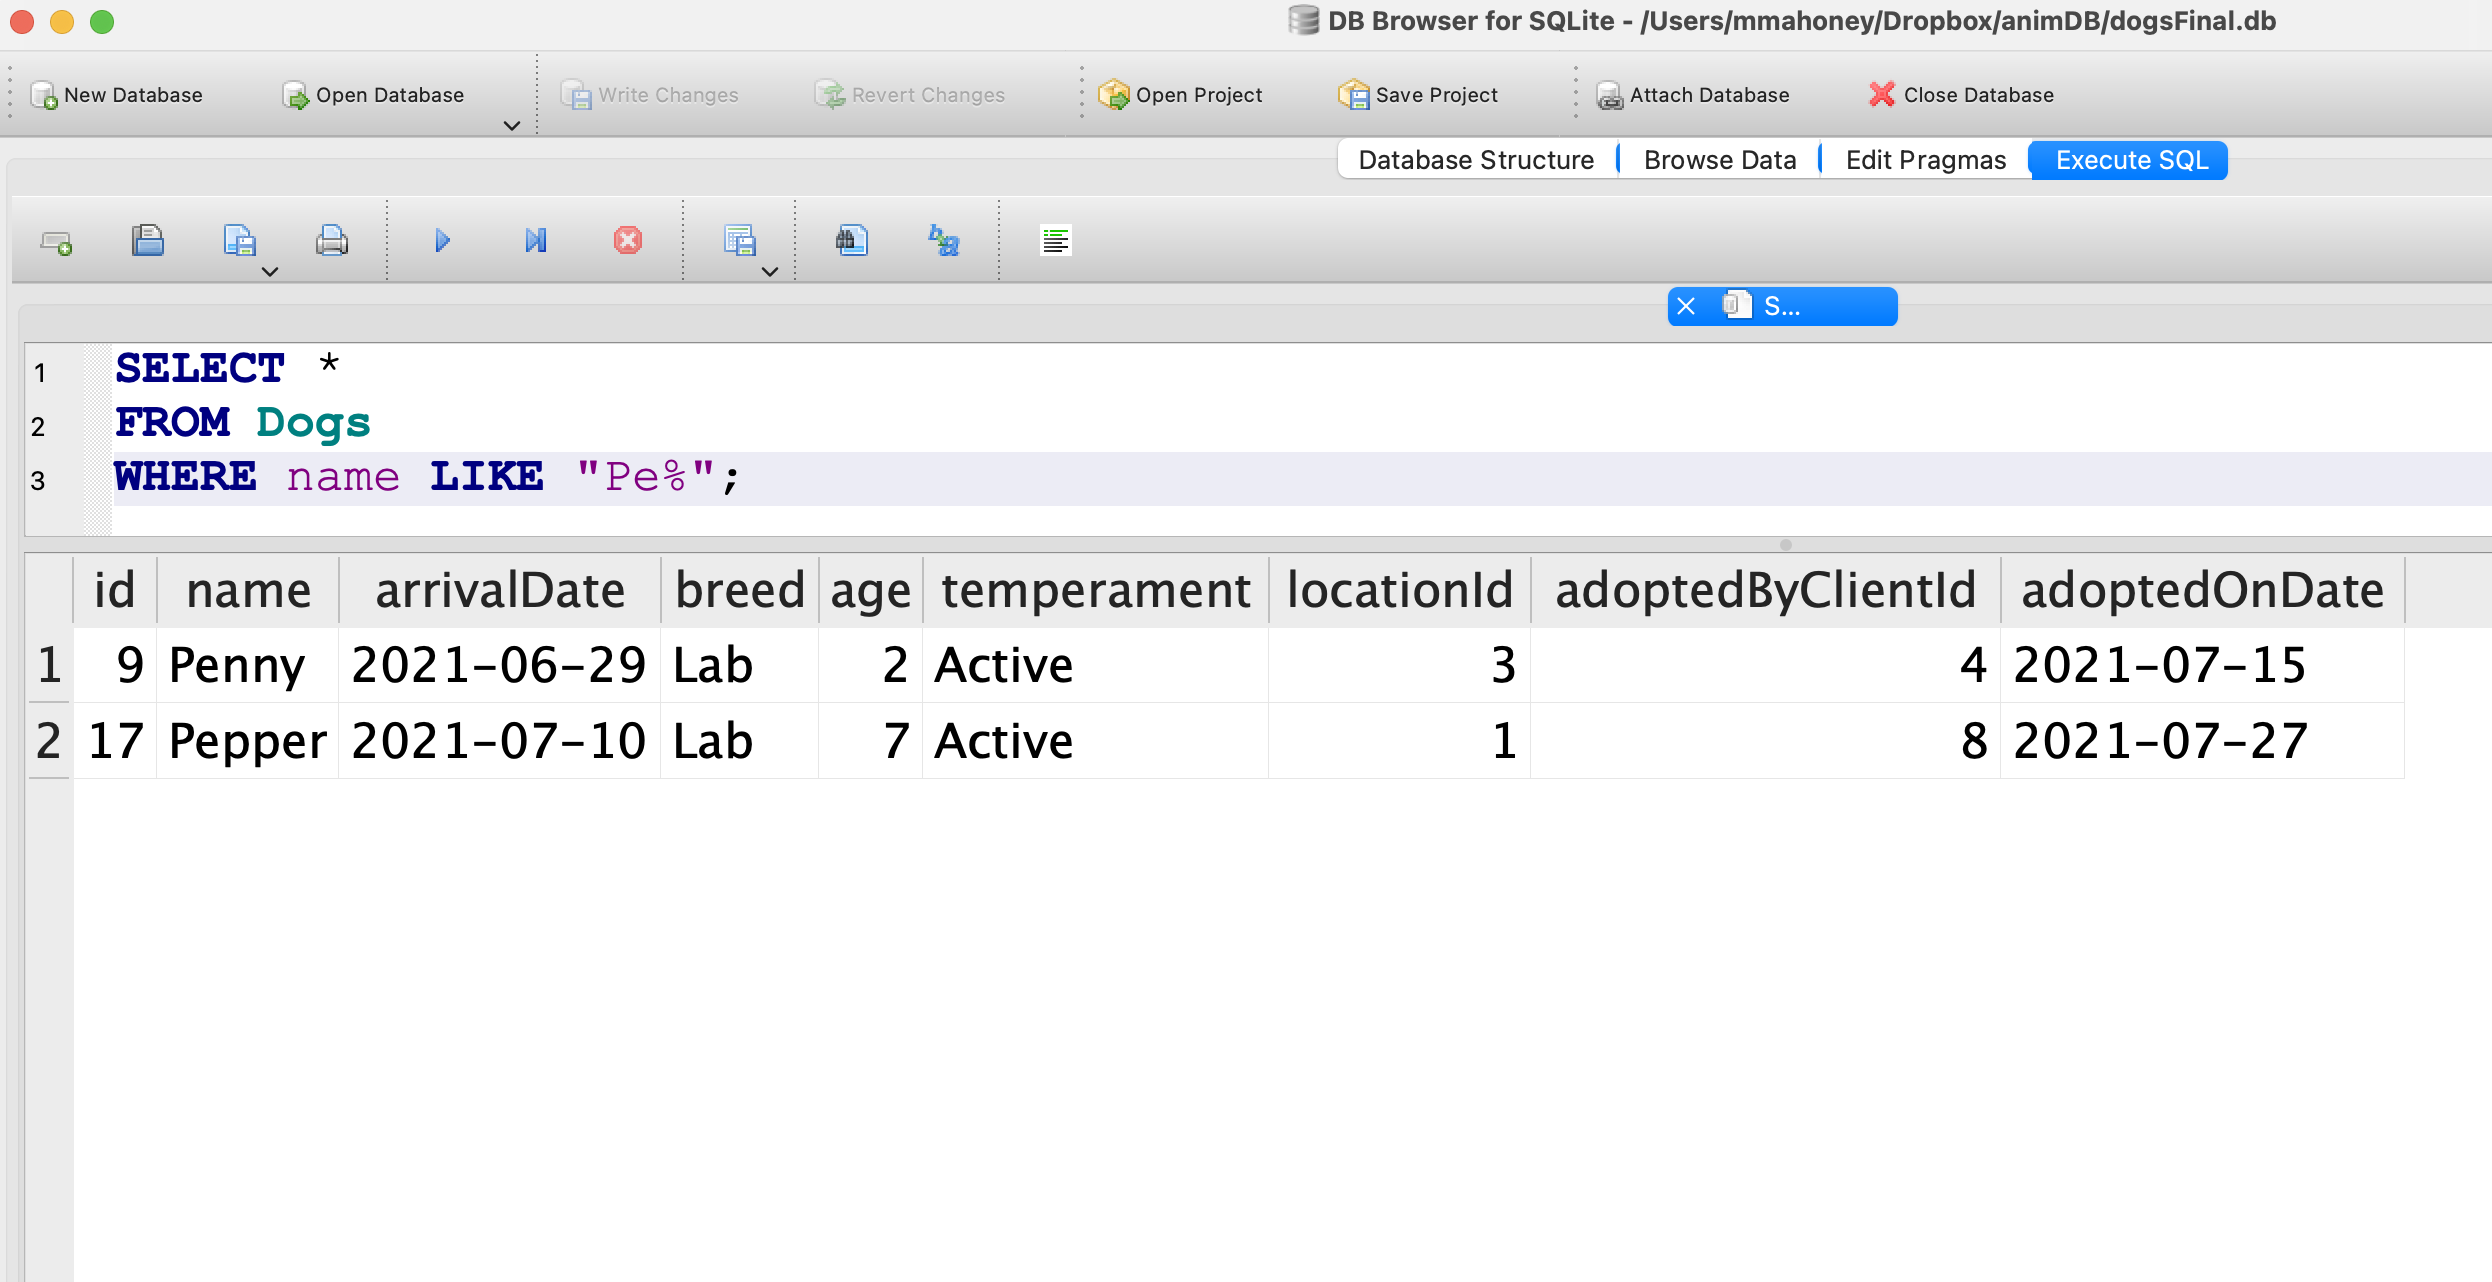 DB Browser for SQLite - /Users/mmahoney/Dropbox/animDB/dogsFinal.db
New Database Open Database Write Changes Revert Changes Open Project Save Project Attach Database Close Database
Database Structure Browse Data Edit Pragmas Execute SQL
S...
1 SELECT *
2 FROM Dogs
3 WHERE name LIKE "Pe%";
id name arrivalDate breed age temperament locationId adoptedByClientId adoptedOnDate
1 9 Penny 2021-06-29 Lab 2 Active 3 4 2021-07-15
2 17 Pepper 2021-07-10 Lab 7 Active 1 8 2021-07-27